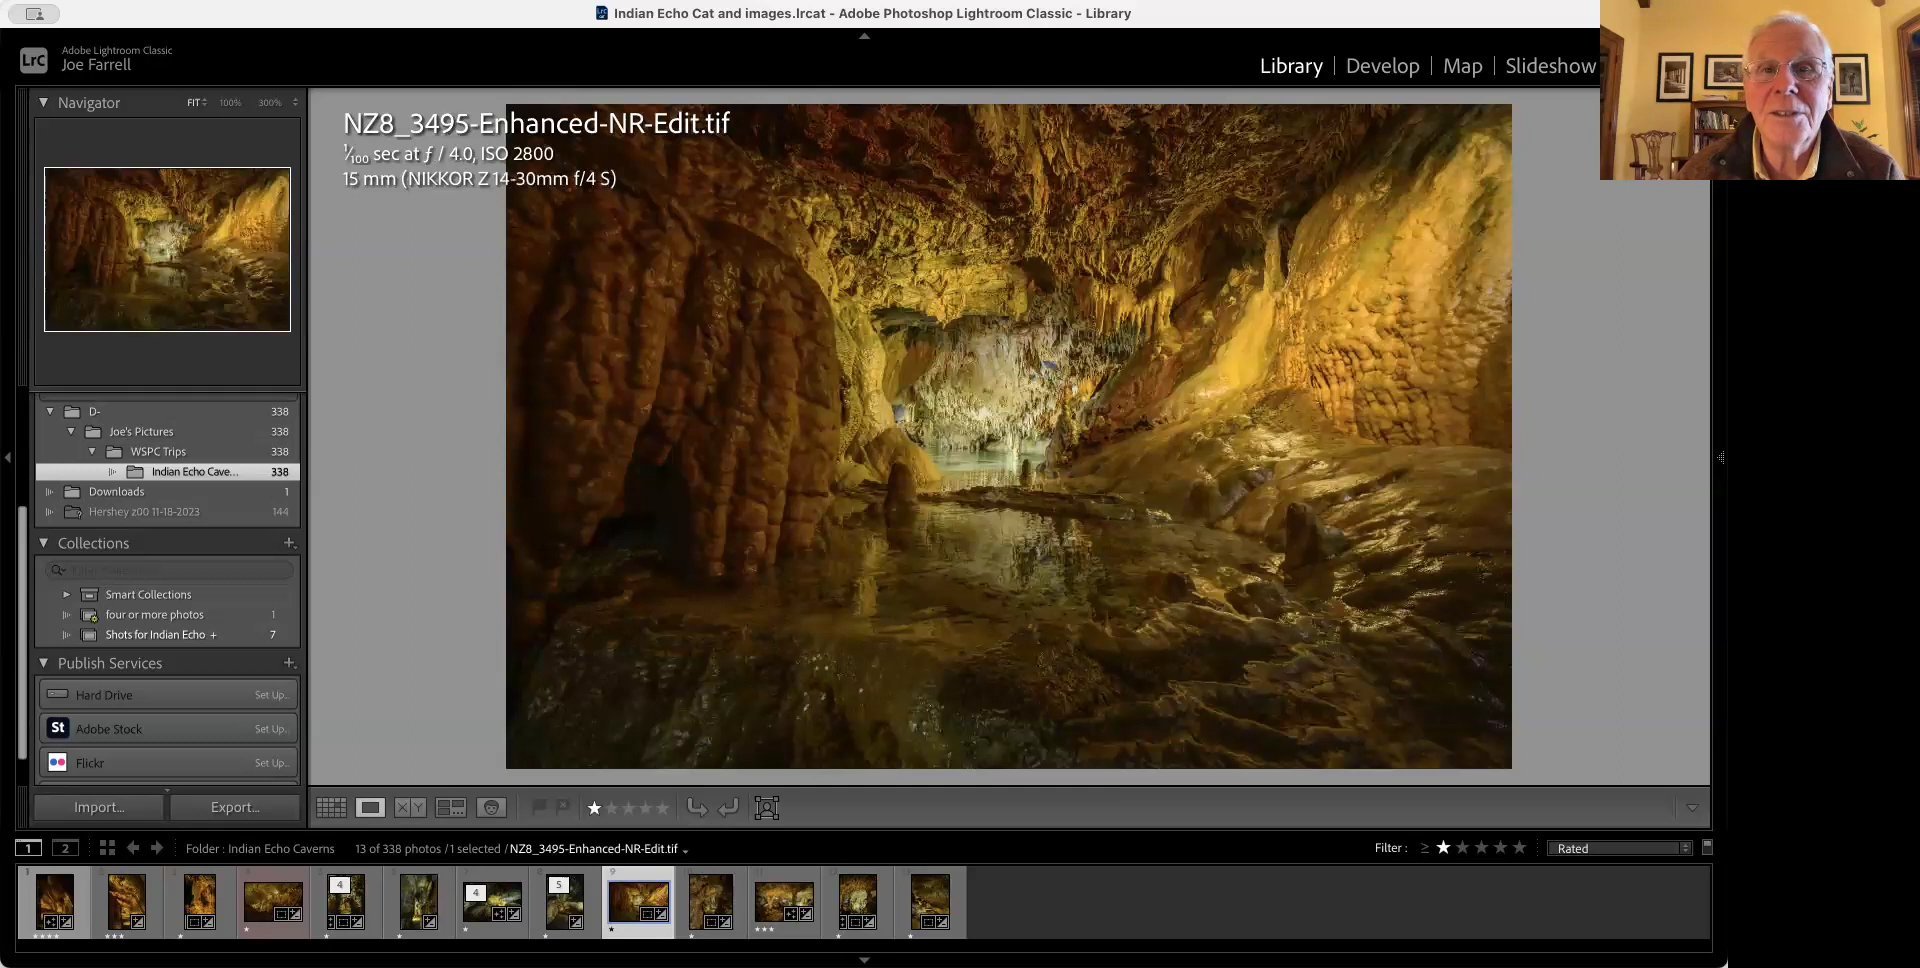 Indian Echo Cat and images.lrcat - Adobe Photoshop Lightroom Classic - Library
LrC
Adobe Lightroom Classic
Joe Farrell
Library | Develop | Map | Slideshow
Navigator FIT 100% 300%
NZ8_3495-Enhanced-NR-Edit.tif
1/100 sec at ƒ / 4.0, ISO 2800
15 mm (NIKKOR Z 14-30mm f/4 S)
D- 338
Joe's Pictures 338
WSPC Trips 338
Indian Echo Cave... 338
Downloads 1
Hershey z00 11-18-2023 144
Collections
Smart Collections
four or more photos 1
Shots for Indian Echo + 7
Publish Services
Hard Drive Set Up...
St Adobe Stock Set Up...
Flickr Set Up...
Import... Export...
X Y
1 2 Folder : Indian Echo Caverns 13 of 338 photos / 1 selected / NZ8_3495-Enhanced-NR-Edit.tif Filter : ≥ ★ Rated
4 4 5